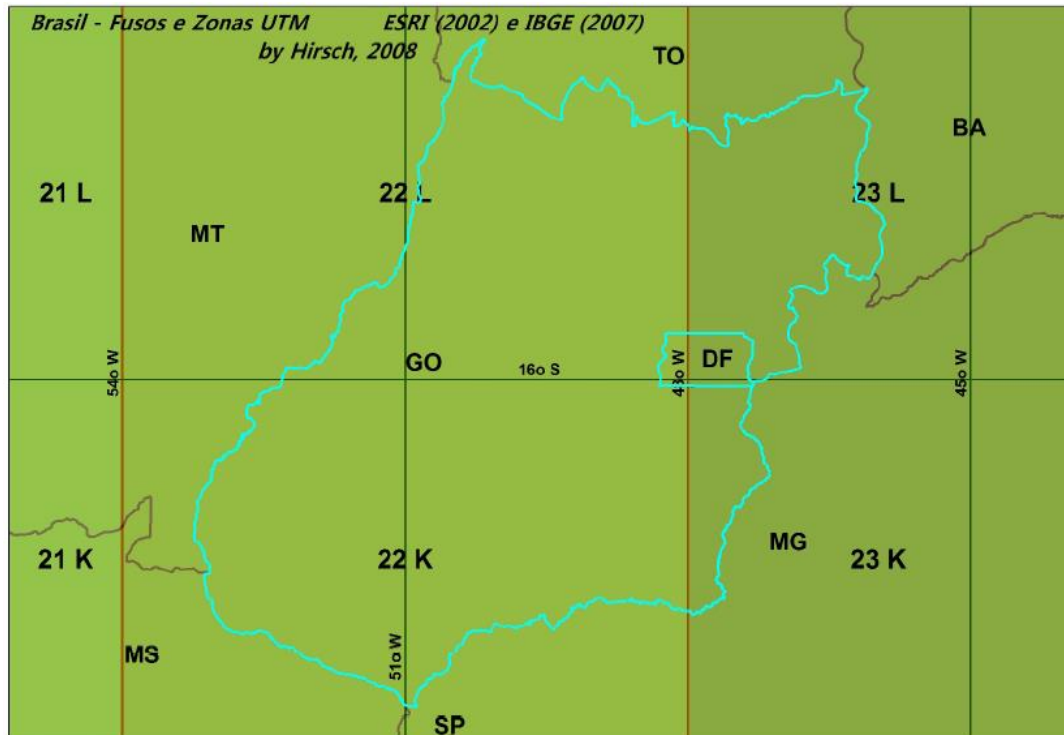 Brasil - Fusos e Zonas UTM ESRI (2002) e IBGE (2007)
by Hirsch, 2008
TO
BA
21 L
22 L
23 L
MT
GO
16o S
DF
54o W
48o W
45o W
21 K
22 K
MG
23 K
MS
51o W
SP